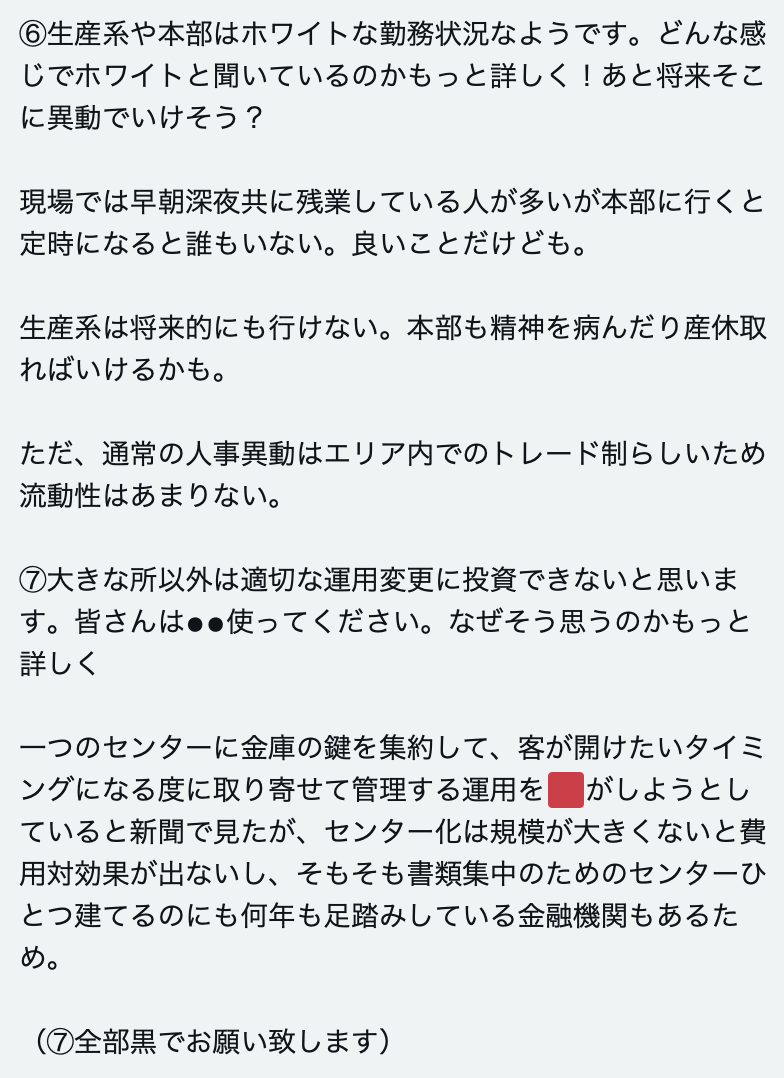 ⑥生産系や本部はホワイトな勤務状況なようです。どんな感
じでホワイトと聞いているのかもっと詳しく！あと将来そこ
に異動でいけそう？
現場では早朝深夜共に残業している人が多いが本部に行くと
定時になると誰もいない。良いことだけども。
生産系は将来的にも行けない。本部も精神を病んだり産休取
ればいけるかも。
ただ、通常の人事異動はエリア内でのトレード制らしいため
流動性はあまりない。
⑦大きな所以外は適切な運用変更に投資できないと思いま
す。皆さんは●●使ってください。なぜそう思うのかもっと
詳しく
一つのセンターに金庫の鍵を集約して、客が開けたいタイミ
ングになる度に取り寄せて管理する運用を🟥がしようとし
ていると新聞で見たが、センター化は規模が大きくないと費
用対効果が出ないし、そもそも書類集中のためのセンターひ
とつ建てるのにも何年も足踏みしている金融機関もあるた
め。
（⑦全部黒でお願い致します）